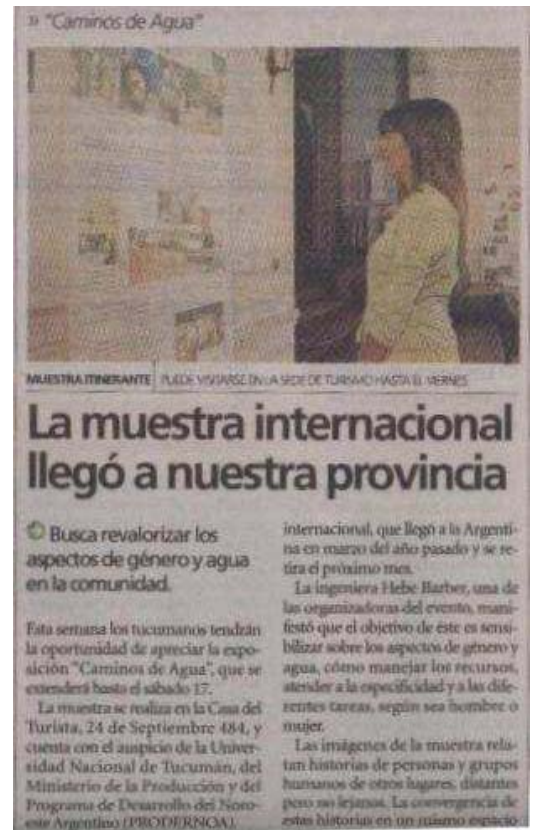 » "Caminos de Agua"
MUESTRA ITINERANTE | PUEDE VISITARSE EN LA SEDE DE TURISMO HASTA EL VIERNES
La muestra internacional
llegó a nuestra provincia
Busca revalorizar los
aspectos de género y agua
en la comunidad.
Esta semana los tucumanos tendrán
la oportunidad de apreciar la expo-
sición "Caminos de Agua", que se
extenderá hasta el sábado 17.
La muestra se realiza en la Casa del
Turista, 24 de Septiembre 484, y
cuenta con el auspicio de la Univer-
sidad Nacional de Tucumán, del
Ministerio de la Producción y del
Programa de Desarrollo del Noro-
este Argentino (PRODERNOA).
internacional, que llegó a la Argenti-
na en marzo del año pasado y se re-
tira el próximo mes.
La ingeniera Hebe Barber, una de
las organizadoras del evento, mani-
festó que el objetivo de éste es sensi-
bilizar sobre los aspectos de género y
agua, cómo manejar los recursos,
atender a la especificidad y a las dife-
rentes tareas, según sea hombre o
mujer.
Las imágenes de la muestra rela-
tan historias de personas y grupos
humanos de otros lugares, distantes
pero no lejanos. La convergencia de
estas historias en un mismo espacio